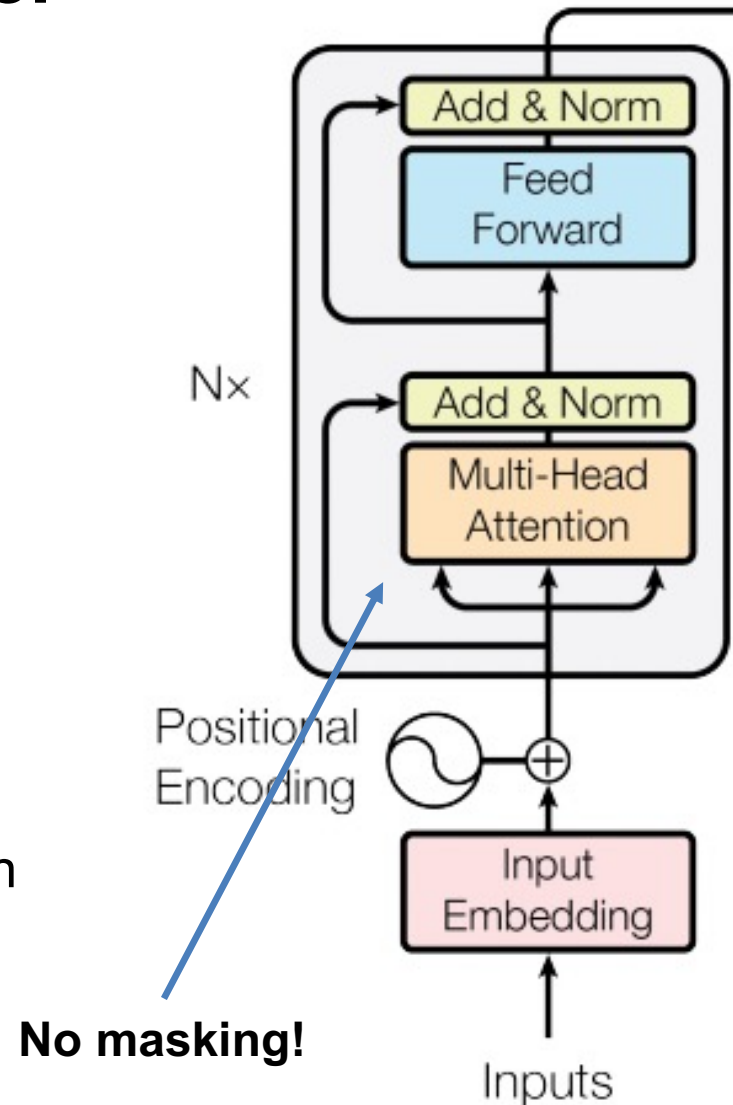 Add & Norm
Feed
Forward
Nx
Add & Norm
Multi-Head
Attention
Positional
Encoding
Input
Embedding
No masking!
Inputs